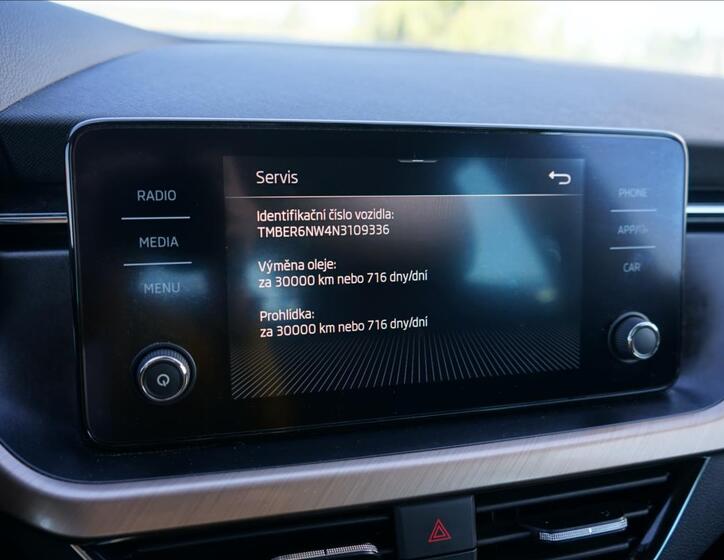 Servis
RADIO
PHONE
Identifikační číslo vozidla:
TMBER6NW4N3109336
MEDIA
APP/
CAR
Výměna oleje:
za 30000 km nebo 716 dny/dní
MENU
Prohlídka:
za 30000 km nebo 716 dny/dní